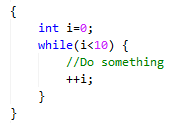 {
    int i=0;
    while(i<10) {
        //Do something
        ++i;
    }
}